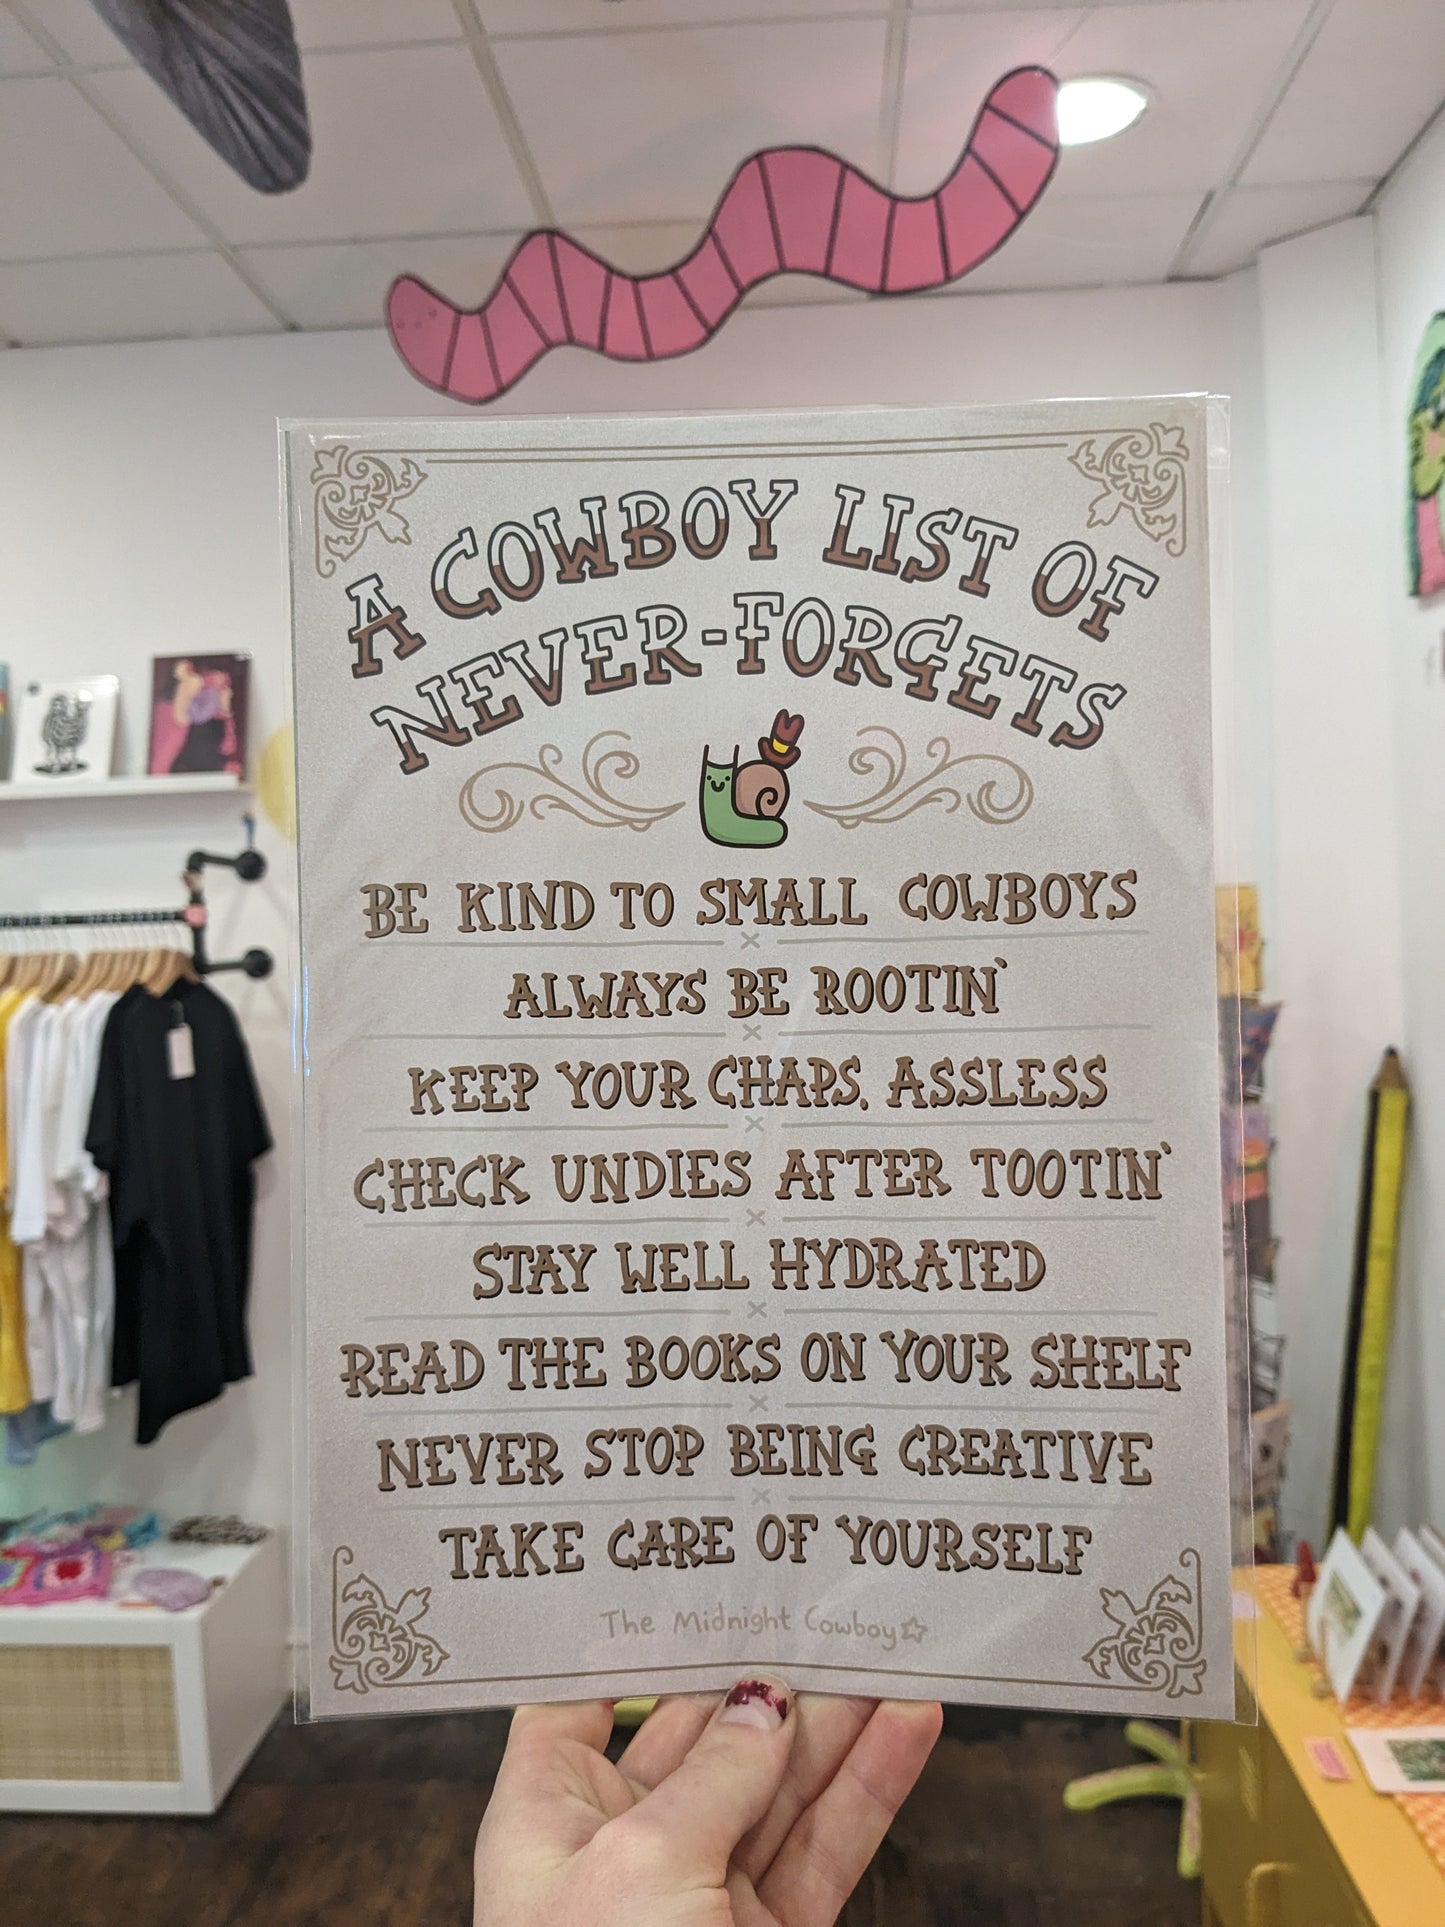 A COWBOY LIST OF
NEVER-FORGETS
BE KIND TO SMALL COWBOYS
ALWAYS BE ROOTIN'
KEEP YOUR CHAPS, ASSLESS
CHECK UNDIES AFTER TOOTIN'
STAY WELL HYDRATED
READ THE BOOKS ON YOUR SHELF
NEVER STOP BEING CREATIVE
TAKE CARE OF YOURSELF
The Midnight Cowboy